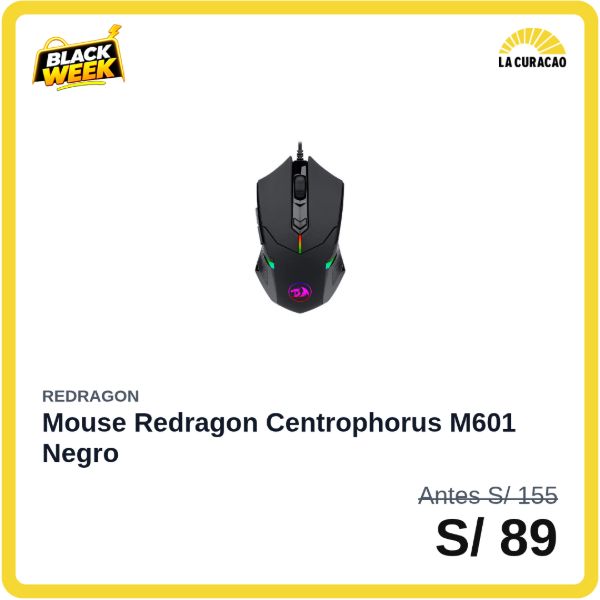 BLACK
WEEK
LA CURACAO
REDRAGON
Mouse Redragon Centrophorus M601
Negro
Antes S/ 155
S/ 89